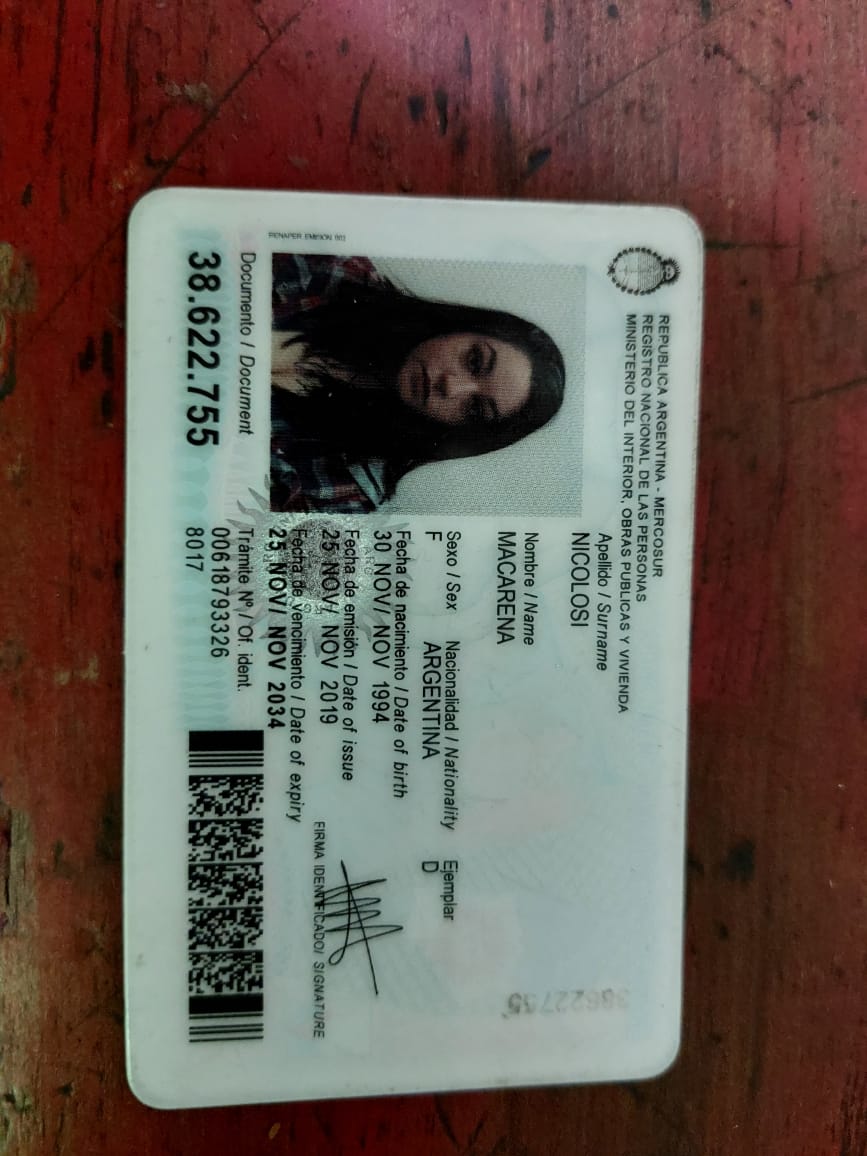 REPUBLICA ARGENTINA - MERCOSUR
REGISTRO NACIONAL DE LAS PERSONAS
MINISTERIO DEL INTERIOR, OBRAS PUBLICAS Y VIVIENDA
Apellido / Surname
NICOLOSI
Nombre / Name
MACARENA
Sexo / Sex Nacionalidad / Nationality Ejemplar
F ARGENTINA D
Fecha de nacimiento / Date of birth
30 NOV/ NOV 1994
Fecha de emisión / Date of issue
25 NOV/ NOV 2019
Fecha de vencimiento / Date of expiry
25 NOV/ NOV 2034
FIRMA IDENTIFICADO/ SIGNATURE
Documento / Document
38.622.755
Trámite Nº / Of. ident.
00618793326
8017
38622755